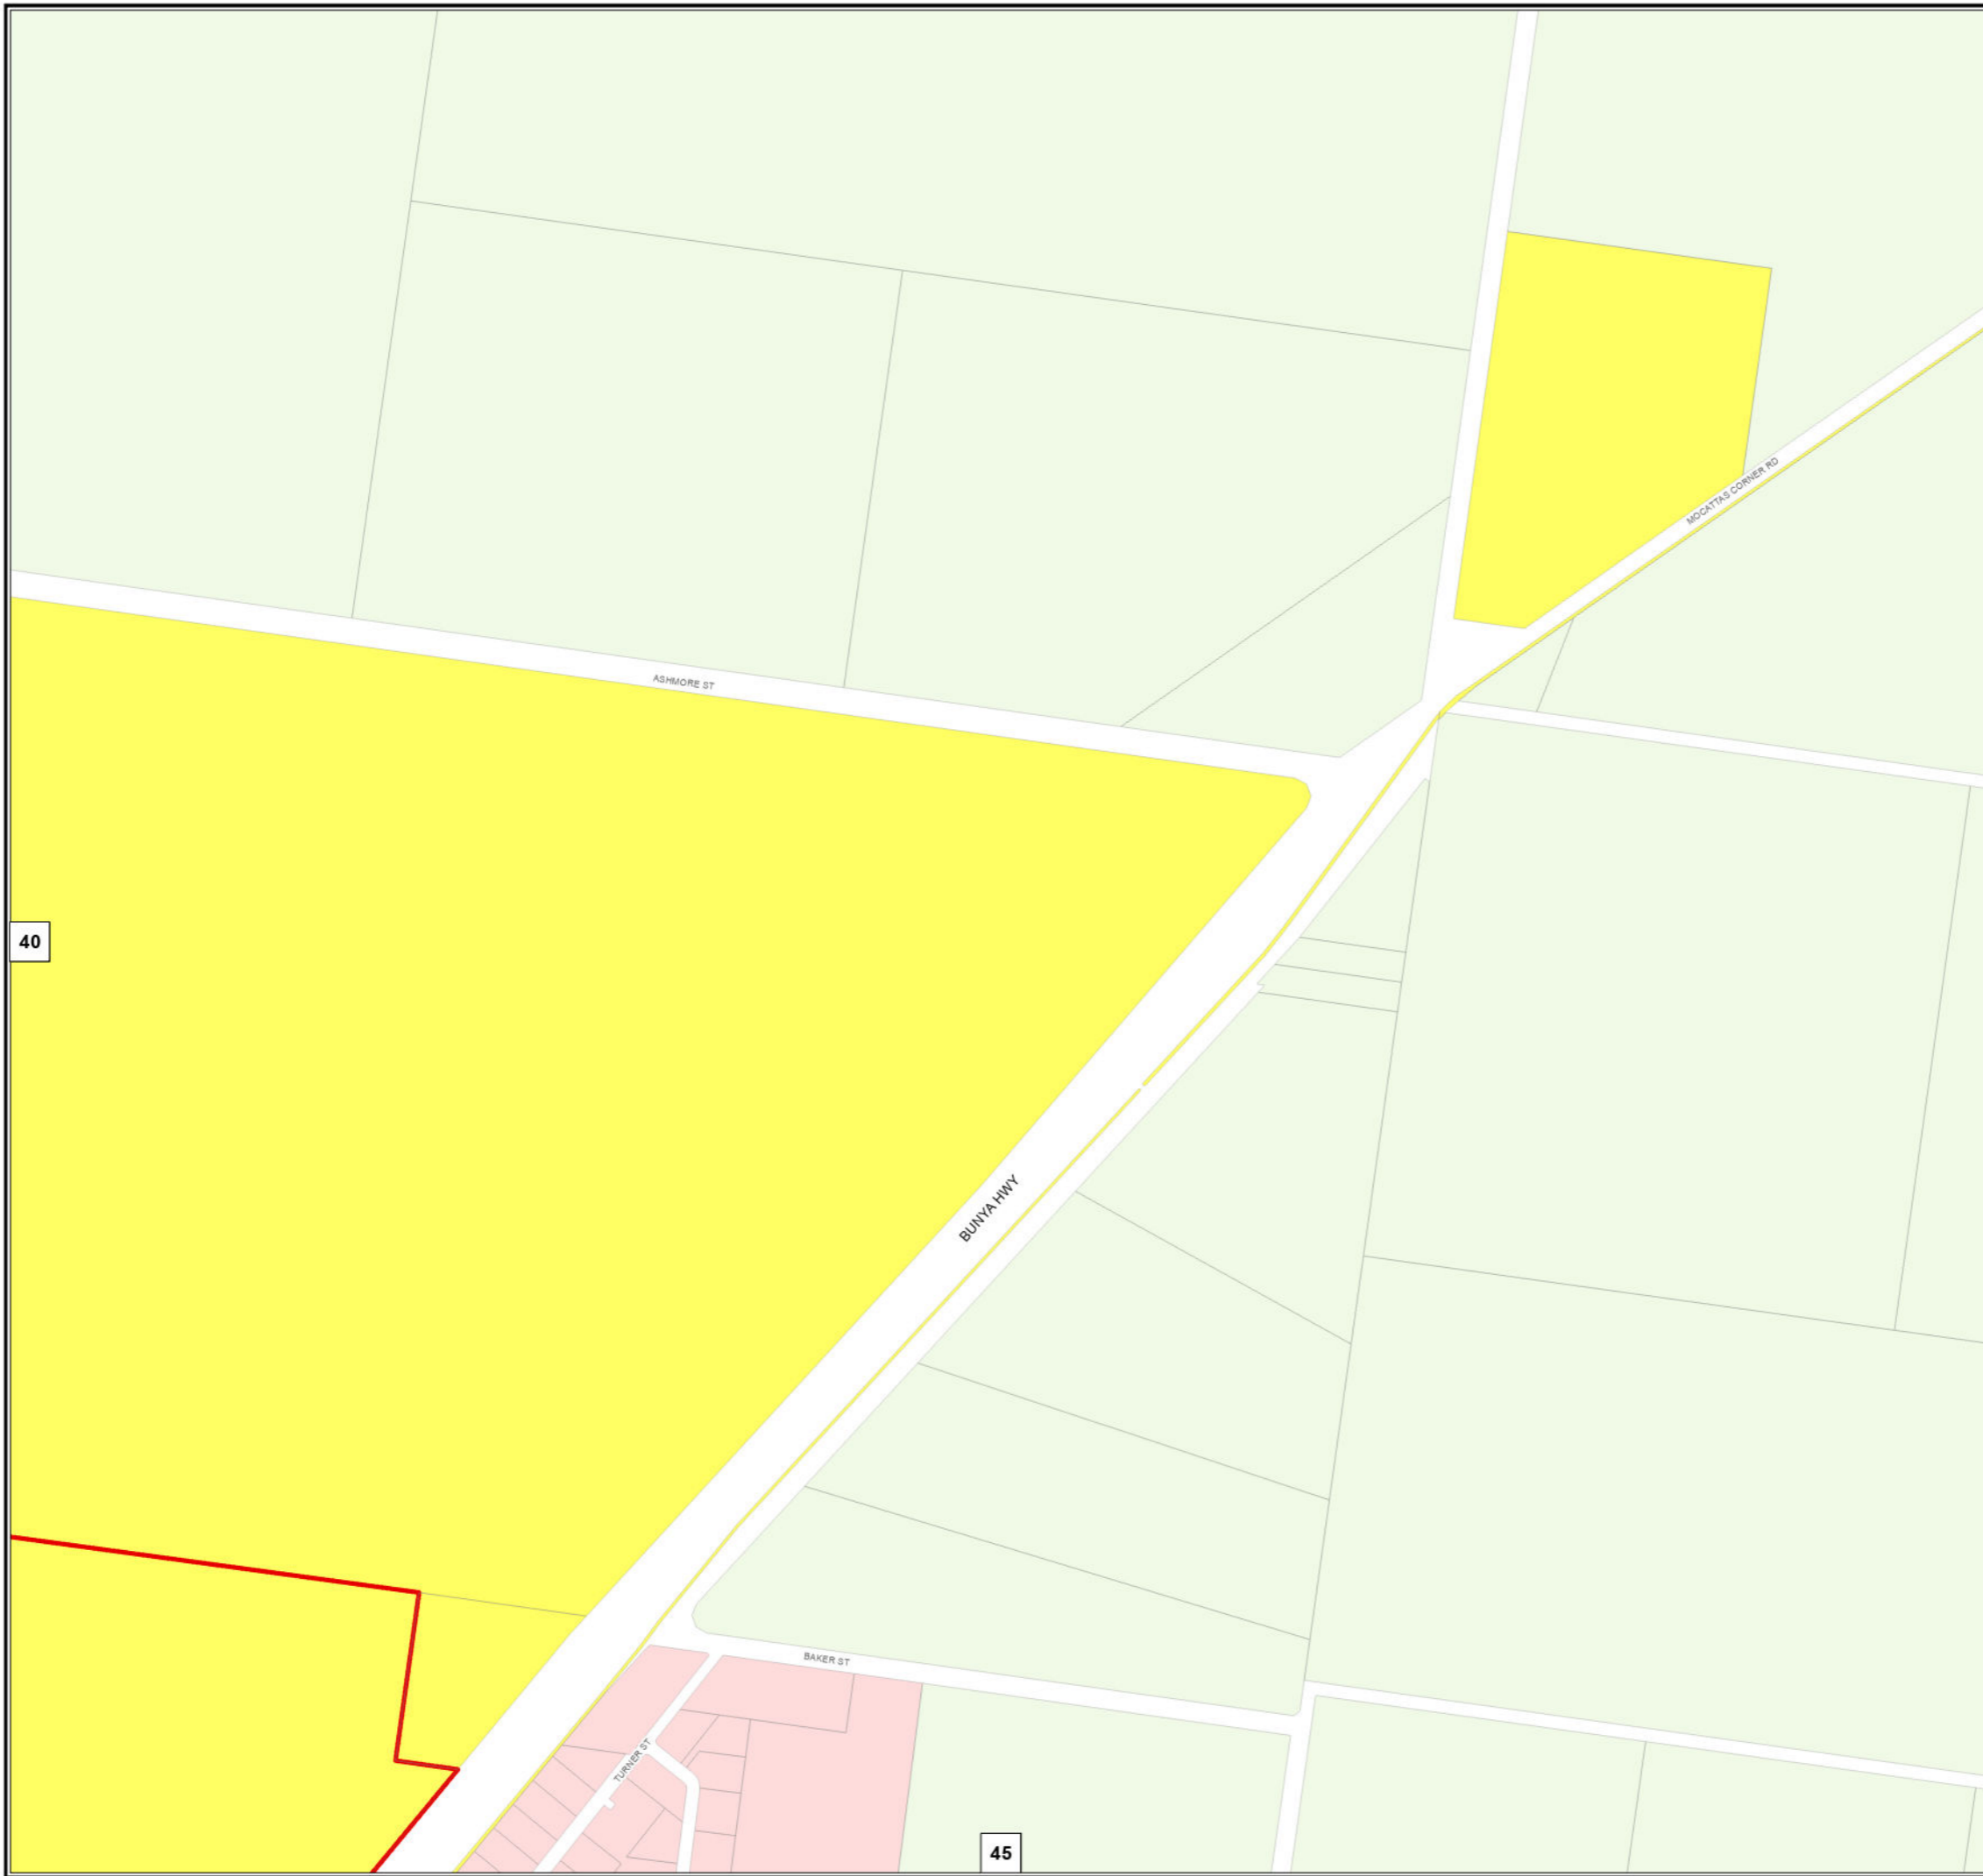 MOCATTAS CORNER RD
ASHMORE ST
40
BUNYA HWY
BAKER ST
TURNER ST
45